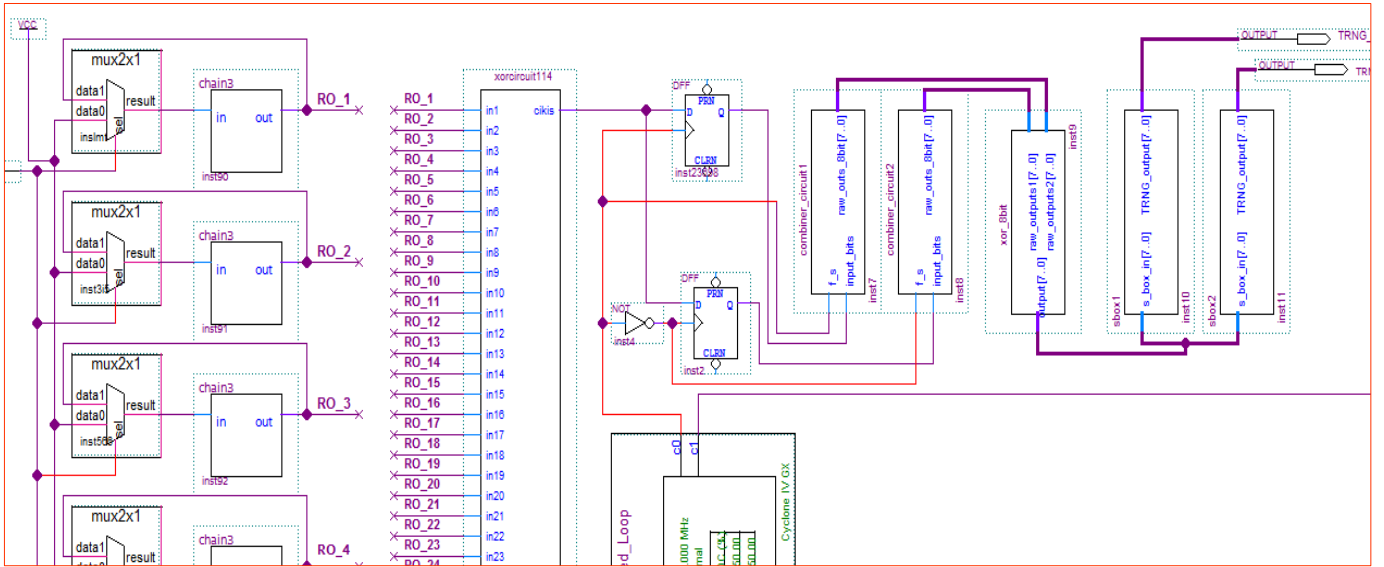 VCC
mux2x1
data1
data0
result
sel
chain3
in
out
inst90
RO_1
mux2x1
data1
data0
result
sel
chain3
in
out
inst91
RO_2
mux2x1
data1
data0
result
sel
chain3
in
out
inst92
RO_3
mux2x1
data1
chain3
RO_4
xorcircuit114
RO_1
RO_2
RO_3
RO_4
RO_5
RO_6
RO_7
RO_8
RO_9
RO_10
RO_11
RO_12
RO_13
RO_14
RO_15
RO_16
RO_17
RO_18
RO_19
RO_20
RO_21
RO_22
RO_23
RO_24
in1
in2
in3
in4
in5
in6
in7
in8
in9
in10
in11
in12
in13
in14
in15
in16
in17
in18
in19
in20
in21
in22
in23
cikis
DFF
PRN
D
Q
CLRN
DFF
PRN
D
Q
CLRN
inst2
NOT
inst4
combiner_circuit1
raw_outs_8bit[7..0]
f_s
input_bits
inst7
combiner_circuit2
raw_outs_8bit[7..0]
f_s
input_bits
inst8
xor_8bit
raw_outputs1[7..0]
raw_outputs2[7..0]
output[7..0]
inst9
sbox1
TRNG_output[7..0]
s_box_in[7..0]
inst10
sbox2
TRNG_output[7..0]
s_box_in[7..0]
inst11
OUTPUT
TRNG_
OUTPUT
c0
c1
Cyclone IV GX